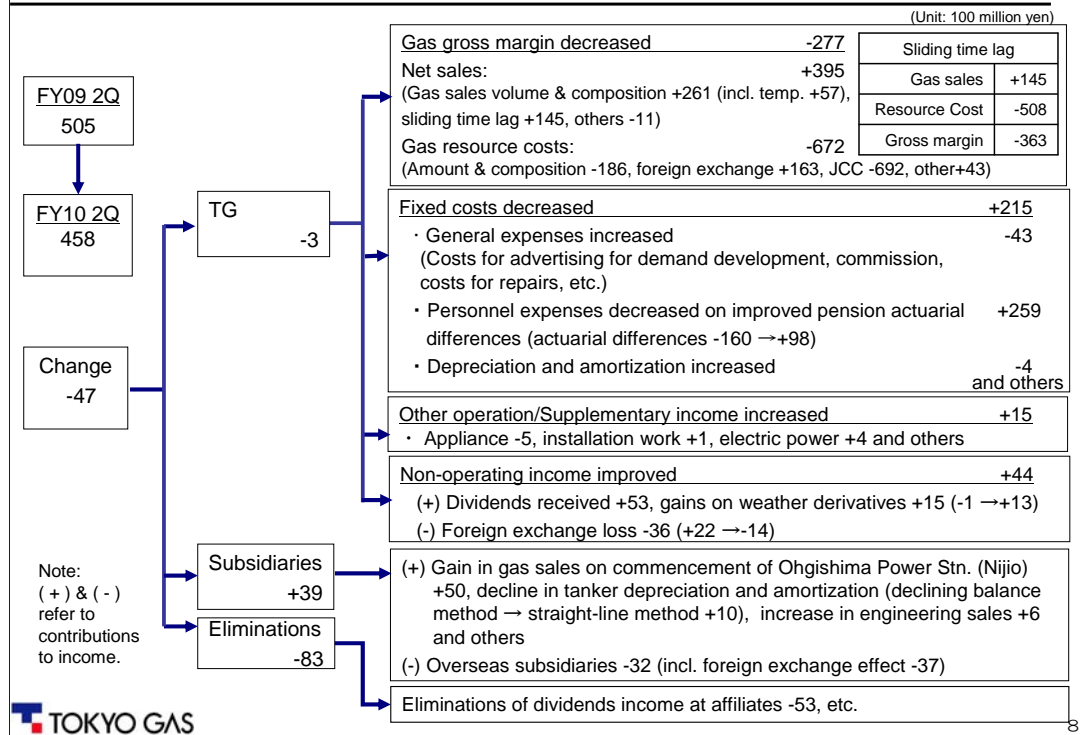 (Unit: 100 million yen)
FY09 2Q
505
FY10 2Q
458
Change
-47
Note:
( + ) & ( - )
refer to
contributions
to income.
TG
-3
Subsidiaries
+39
Eliminations
-83
Gas gross margin decreased -277
Net sales: +395
(Gas sales volume & composition +261 (incl. temp. +57),
sliding time lag +145, others -11)
Gas resource costs: -672
(Amount & composition -186, foreign exchange +163, JCC -692, other+43)
Sliding time lag
Gas sales +145
Resource Cost -508
Gross margin -363
Fixed costs decreased +215
・General expenses increased -43
(Costs for advertising for demand development, commission,
costs for repairs, etc.)
・Personnel expenses decreased on improved pension actuarial +259
differences (actuarial differences -160 →+98)
・Depreciation and amortization increased -4
and others
Other operation/Supplementary income increased +15
・ Appliance -5, installation work +1, electric power +4 and others
Non-operating income improved +44
(+) Dividends received +53, gains on weather derivatives +15 (-1 →+13)
(-) Foreign exchange loss -36 (+22 →-14)
(+) Gain in gas sales on commencement of Ohgishima Power Stn. (Nijio)
+50, decline in tanker depreciation and amortization (declining balance
method → straight-line method +10), increase in engineering sales +6
and others
(-) Overseas subsidiaries -32 (incl. foreign exchange effect -37)
Eliminations of dividends income at affiliates -53, etc.
TOKYO GAS
8